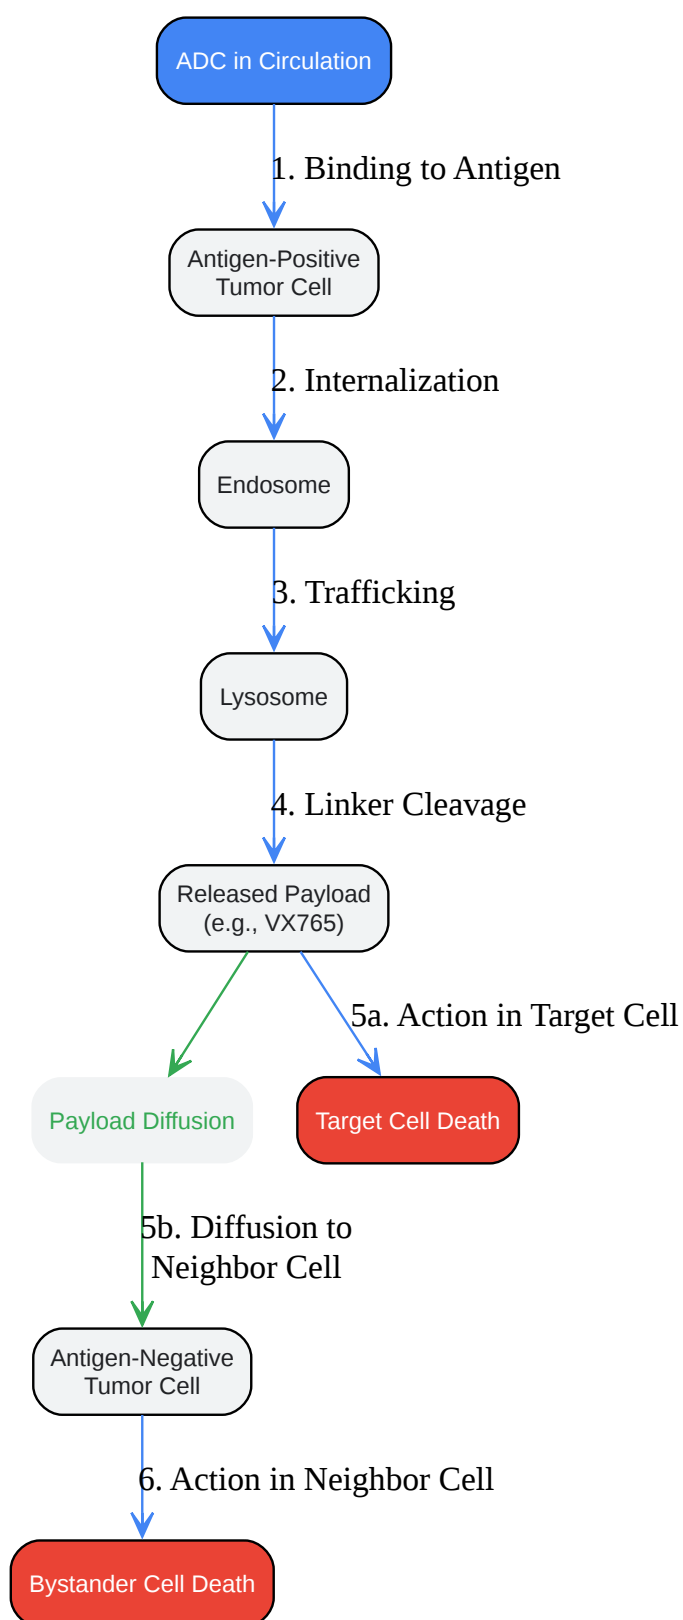 ADC in Circulation
1. Binding to Antigen
Antigen-Positive
Tumor Cell
2. Internalization
Endosome
3. Trafficking
Lysosome
4. Linker Cleavage
Released Payload
(e.g., VX765)
5a. Action in Target Cell
Payload Diffusion
Target Cell Death
5b. Diffusion to
Neighbor Cell
Antigen-Negative
Tumor Cell
6. Action in Neighbor Cell
Bystander Cell Death